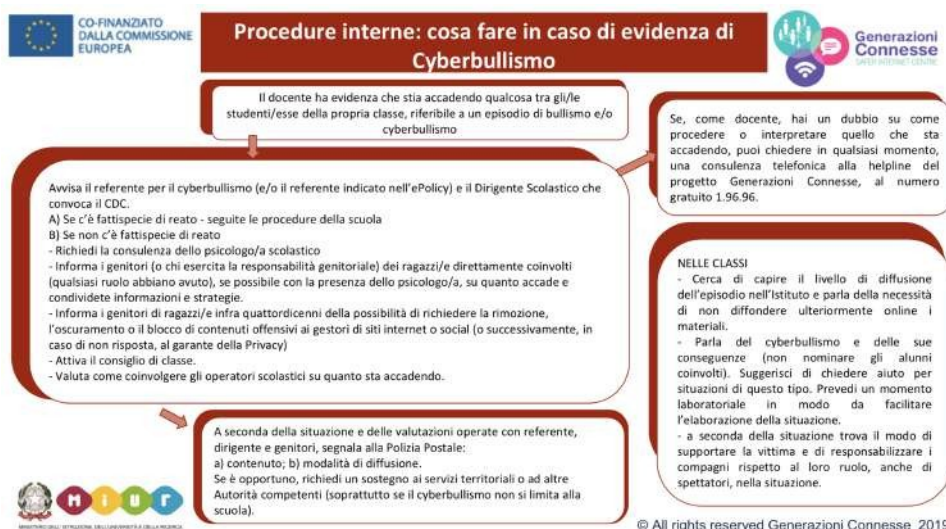 CO-FINANZIATO
DALLA COMMISSIONE
EUROPEA
Procedure interne: cosa fare in caso di evidenza di
Cyberbullismo
Generazioni
Connesse
SAFER INTERNET CENTRE
Il docente ha evidenza che stia accadendo qualcosa tra gli/le
studenti/esse della propria classe, riferibile a un episodio di bullismo e/o
cyberbullismo
Se, come docente, hai un dubbio su come
procedere o interpretare quello che sta
accadendo, puoi chiedere in qualsiasi momento,
una consulenza telefonica alla helpline del
progetto Generazioni Connesse, al numero
gratuito 1.96.96.
Avvisa il referente per il cyberbullismo (e/o il referente indicato nell'ePolicy) e il Dirigente Scolastico che
convoca il CDC.
A) Se c'è fattispecie di reato - seguite le procedure della scuola
B) Se non c'è fattispecie di reato
- Richiedi la consulenza dello psicologo/a scolastico
- Informa i genitori (o chi esercita la responsabilità genitoriale) dei ragazzi/e direttamente coinvolti
(qualsiasi ruolo abbiano avuto), se possibile con la presenza dello psicologo/a, su quanto accade e
condividete informazioni e strategie.
- Informa i genitori di ragazzi/e infra quattordicenni della possibilità di richiedere la rimozione,
l'oscuramento o il blocco di contenuti offensivi ai gestori di siti internet o social (o successivamente, in
caso di non risposta, al garante della Privacy)
- Attiva il consiglio di classe.
- Valuta come coinvolgere gli operatori scolastici su quanto sta accadendo.
NELLE CLASSI
- Cerca di capire il livello di diffusione
dell'episodio nell'Istituto e parla della necessità
di non diffondere ulteriormente online i
materiali.
- Parla del cyberbullismo e delle sue
conseguenze (non nominare gli alunni
coinvolti). Suggerisci di chiedere aiuto per
situazioni di questo tipo. Prevedi un momento
laboratoriale in modo da facilitare
l'elaborazione della situazione.
- a seconda della situazione trova il modo di
supportare la vittima e di responsabilizzare i
compagni rispetto al loro ruolo, anche di
spettatori, nella situazione.
A seconda della situazione e delle valutazioni operate con referente,
dirigente e genitori, segnala alla Polizia Postale:
a) contenuto; b) modalità di diffusione.
Se è opportuno, richiedi un sostegno ai servizi territoriali o ad altre
Autorità competenti (soprattutto se il cyberbullismo non si limita alla
scuola).
miur
MINISTERO DELL'ISTRUZIONE, DELL'UNIVERSITÀ E DELLA RICERCA
© All rights reserved Generazioni Connesse 2019